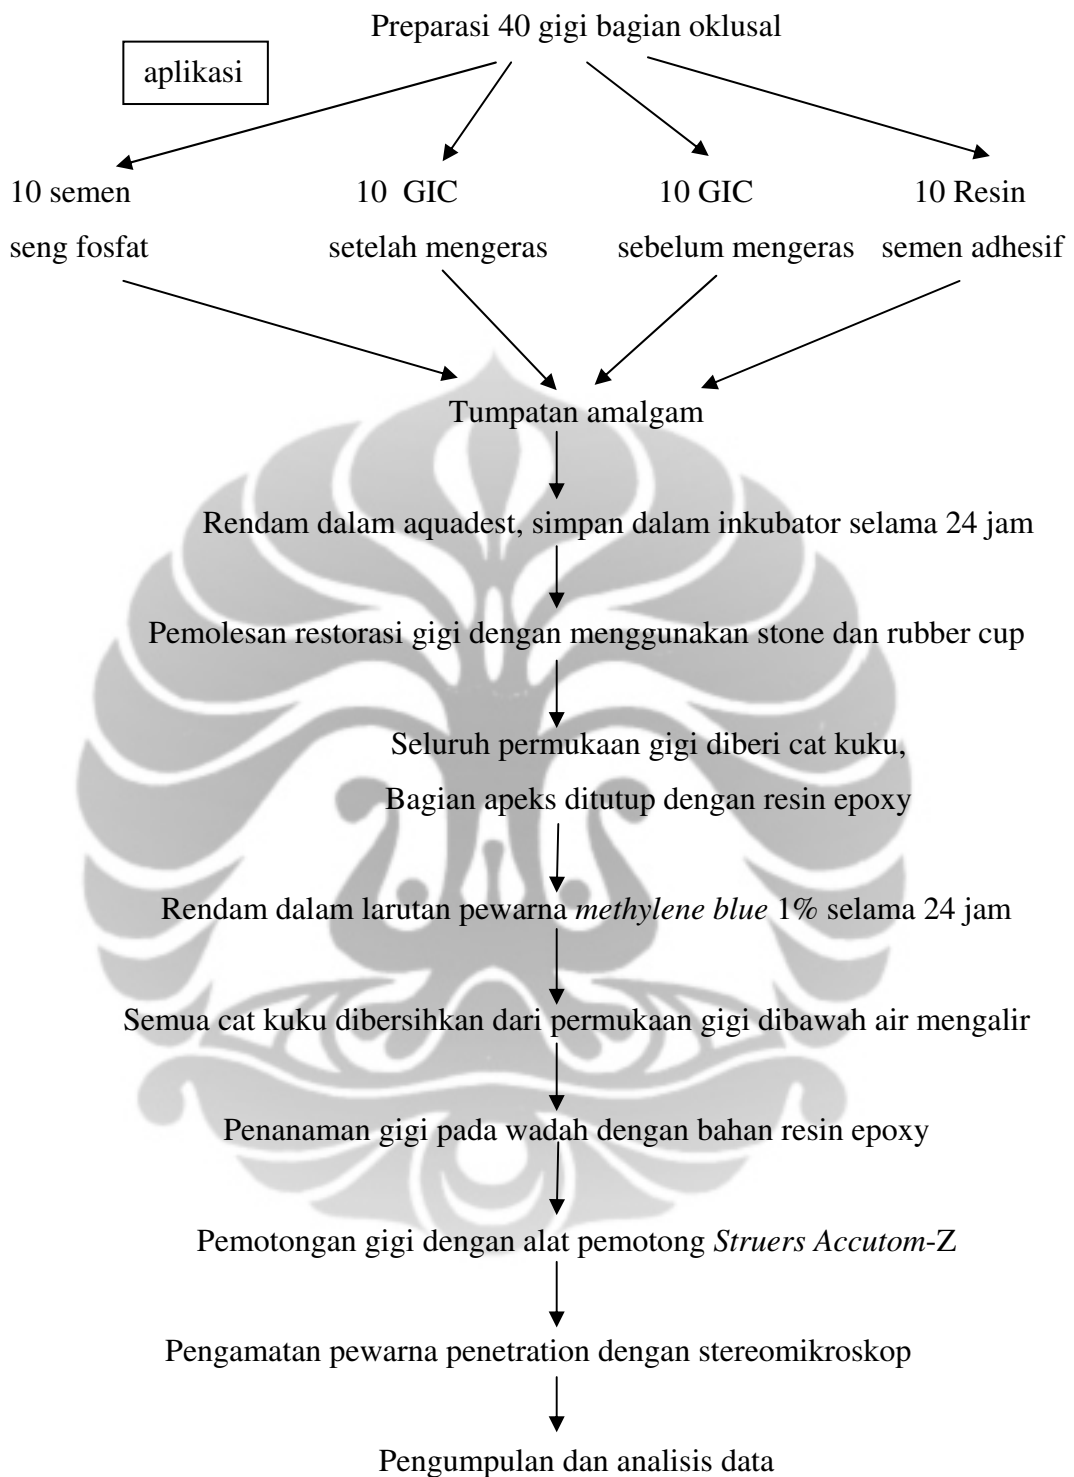 Preparasi 40 gigi bagian oklusal
aplikasi
10 semen 10 GIC 10 GIC 10 Resin
seng fosfat setelah mengeras sebelum mengeras semen adhesif
Tumpatan amalgam
Rendam dalam aquadest, simpan dalam inkubator selama 24 jam
Pemolesan restorasi gigi dengan menggunakan stone dan rubber cup
Seluruh permukaan gigi diberi cat kuku,
Bagian apeks ditutup dengan resin epoxy
Rendam dalam larutan pewarna methylene blue 1% selama 24 jam
Semua cat kuku dibersihkan dari permukaan gigi dibawah air mengalir
Penanaman gigi pada wadah dengan bahan resin epoxy
Pemotongan gigi dengan alat pemotong Struers Accutom-Z
Pengamatan pewarna penetration dengan stereomikroskop
Pengumpulan dan analisis data